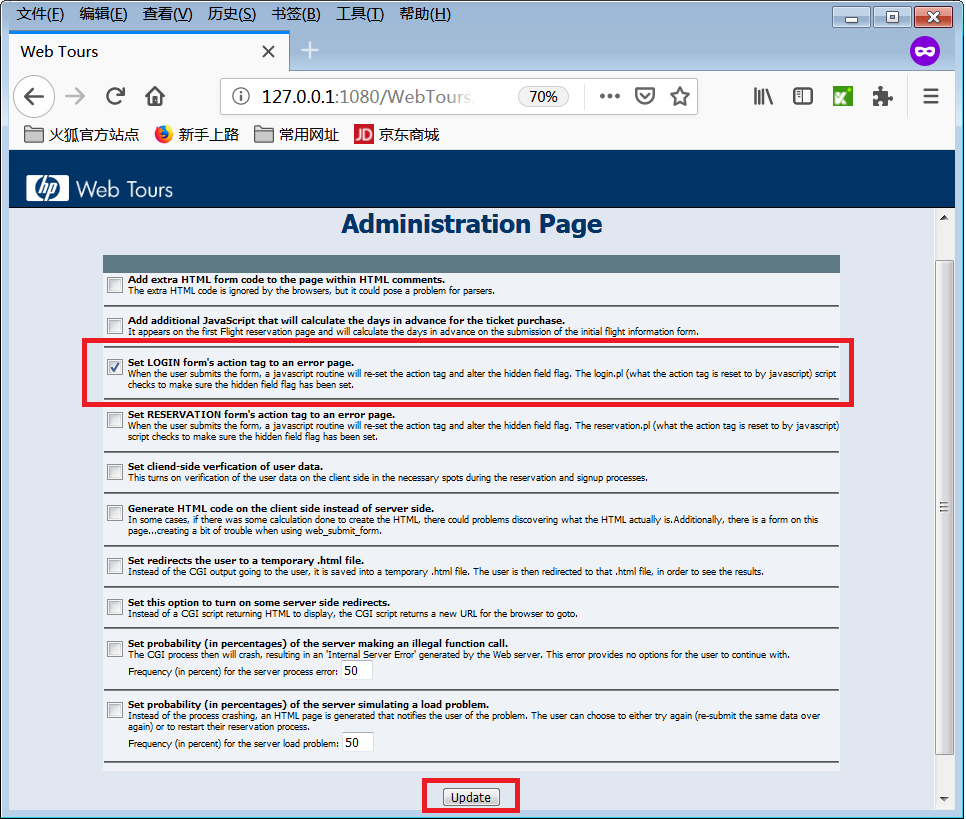 文件(F) 编辑(E) 查看(V) 历史(S) 书签(B) 工具(T) 帮助(H)
Web Tours
127.0.0.1:1080/WebTours 70%
火狐官方站点 新手上路 常用网址 JD 京东商城
hp Web Tours
Administration Page
Add extra HTML form code to the page within HTML comments.
The extra HTML code is ignored by the browsers, but it could pose a problem for parsers.
Add additional JavaScript that will calculate the days in advance for the ticket purchase.
It appears on the first Flight reservation page and will calculate the days in advance on the submission of the initial flight information form.
Set LOGIN form's action tag to an error page.
When the user submits the form, a javascript routine will re-set the action tag and alter the hidden field flag. The login.pl (what the action tag is reset to by javascript) script
checks to make sure the hidden field flag has been set.
Set RESERVATION form's action tag to an error page.
When the user submits the form, a javascript routine will re-set the action tag and alter the hidden field flag. The reservation.pl (what the action tag is reset to by javascript)
script checks to make sure the hidden field flag has been set.
Set cliend-side verfication of user data.
This turns on verification of the user data on the client side in the necessary spots during the reservation and signup processes.
Generate HTML code on the client side instead of server side.
In some cases, if there was some calculation done to create the HTML, there could problems discovering what the HTML actually is.Additionally, there is a form on this
page...creating a bit of trouble when using web_submit_form.
Set redirects the user to a temporary .html file.
Instead of the CGI output going to the user, it is saved into a temporary .html file. The user is then redirected to that .html file, in order to see the results.
Set this option to turn on some server side redirects.
Instead of a CGI script returning HTML to display, the CGI script returns a new URL for the browser to goto.
Set probability (in percentages) of the server making an illegal function call.
The CGI process then will crash, resulting in an 'Internal Server Error' generated by the Web server. This error provides no options for the user to continue with.
Frequency (in percent) for the server process error: 50
Set probability (in percentages) of the server simulating a load problem.
Instead of the process crashing, an HTML page is generated that notifies the user of the problem. The user can choose to either try again (re-submit the same data over
again) or to restart their reservation process.
Frequency (in percent) for the server load problem: 50
Update